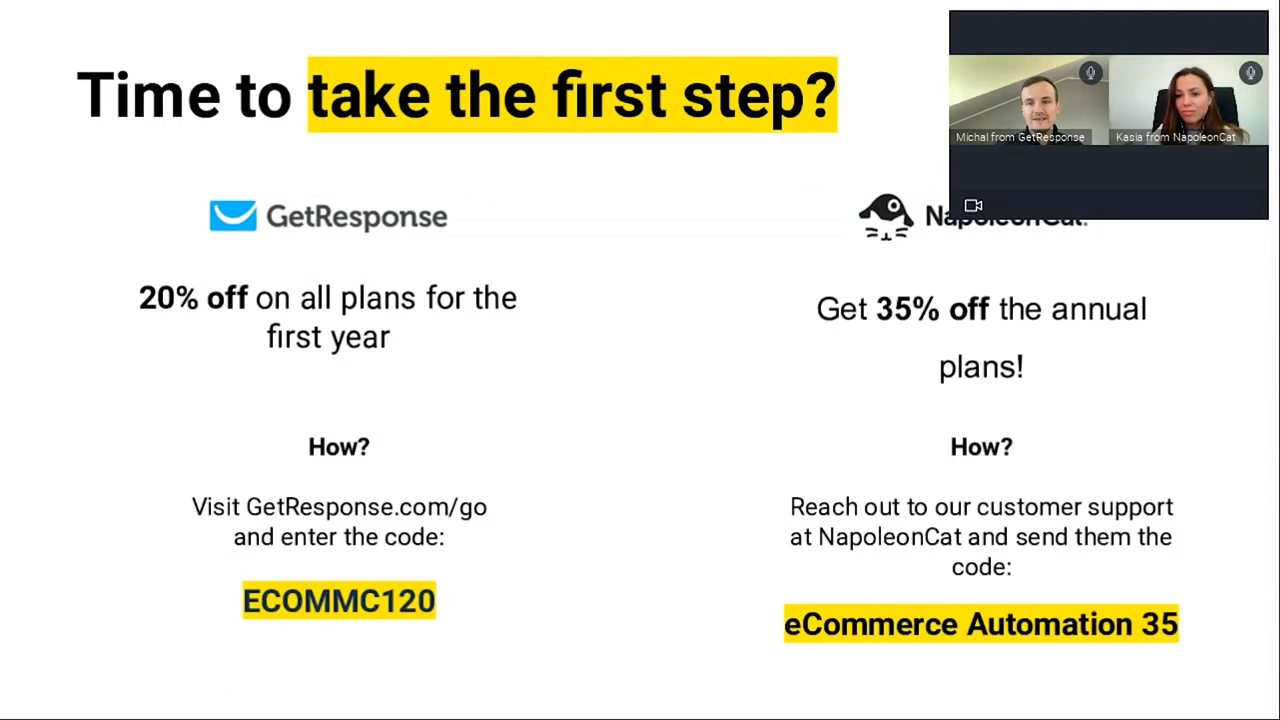 Time to take the first step?
Michal from GetResponse
Kasia from NapoleonCat
GetResponse
NapoleonCat.
20% off on all plans for the
first year
Get 35% off the annual
plans!
How?
Visit GetResponse.com/go
and enter the code:
ECOMMC120
How?
Reach out to our customer support
at NapoleonCat and send them the
code:
eCommerce Automation 35